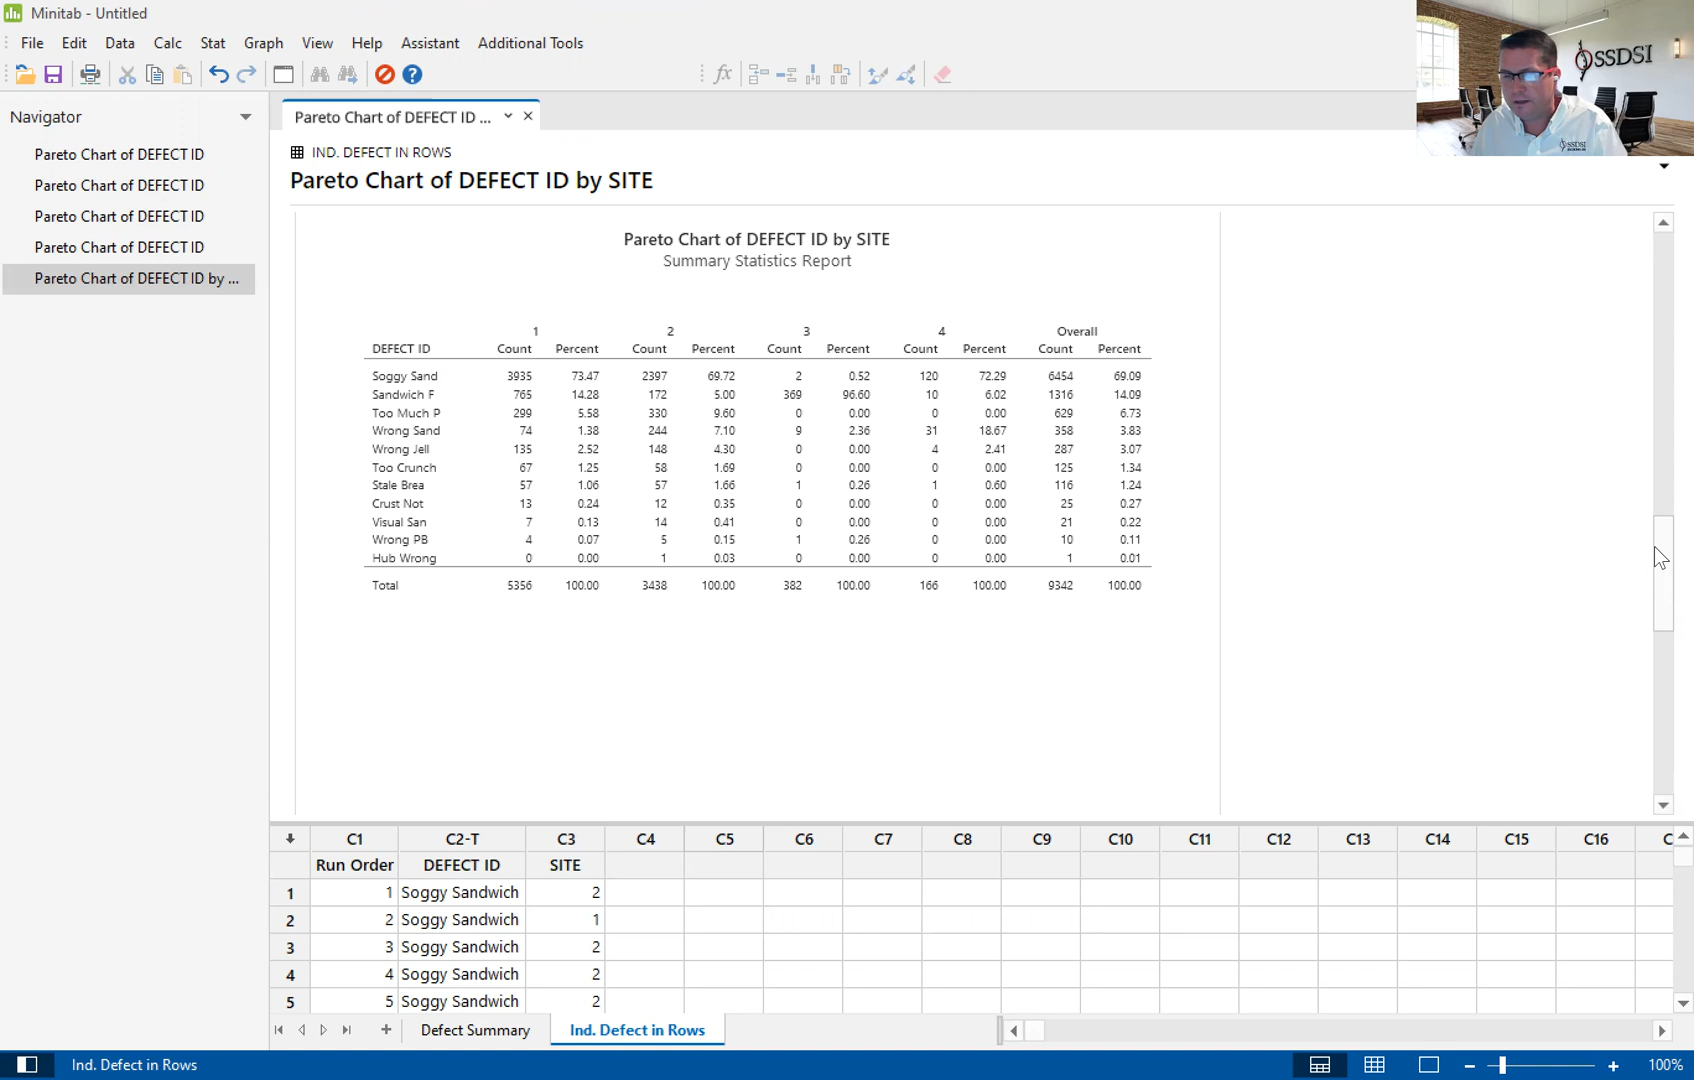 Minitab - Untitled
File Edit Data Calc Stat Graph View Help Assistant Additional Tools
SSDSI
SSDSI
Navigator
Pareto Chart of DEFECT ID
Pareto Chart of DEFECT ID
Pareto Chart of DEFECT ID
Pareto Chart of DEFECT ID
Pareto Chart of DEFECT ID by ...
Pareto Chart of DEFECT ID ...
IND. DEFECT IN ROWS
Pareto Chart of DEFECT ID by SITE
Pareto Chart of DEFECT ID by SITE
Summary Statistics Report
1 2 3 4 Overall
DEFECT ID Count Percent Count Percent Count Percent Count Percent Count Percent
Soggy Sand 3935 73.47 2397 69.72 2 0.52 120 72.29 6454 69.09
Sandwich F 765 14.28 172 5.00 369 96.60 10 6.02 1316 14.09
Too Much P 299 5.58 330 9.60 0 0.00 0 0.00 629 6.73
Wrong Sand 74 1.38 244 7.10 9 2.36 31 18.67 358 3.83
Wrong Jell 135 2.52 148 4.30 0 0.00 4 2.41 287 3.07
Too Crunch 67 1.25 58 1.69 0 0.00 0 0.00 125 1.34
Stale Brea 57 1.06 57 1.66 1 0.26 1 0.60 116 1.24
Crust Not 13 0.24 12 0.35 0 0.00 0 0.00 25 0.27
Visual San 7 0.13 14 0.41 0 0.00 0 0.00 21 0.22
Wrong PB 4 0.07 5 0.15 1 0.26 0 0.00 10 0.11
Hub Wrong 0 0.00 1 0.03 0 0.00 0 0.00 1 0.01
Total 5356 100.00 3438 100.00 382 100.00 166 100.00 9342 100.00
C1 C2-T C3 C4 C5 C6 C7 C8 C9 C10 C11 C12 C13 C14 C15 C16 C
Run Order DEFECT ID SITE
1 1 Soggy Sandwich 2
2 2 Soggy Sandwich 1
3 3 Soggy Sandwich 2
4 4 Soggy Sandwich 2
5 5 Soggy Sandwich 2
Defect Summary Ind. Defect in Rows
Ind. Defect in Rows 100%